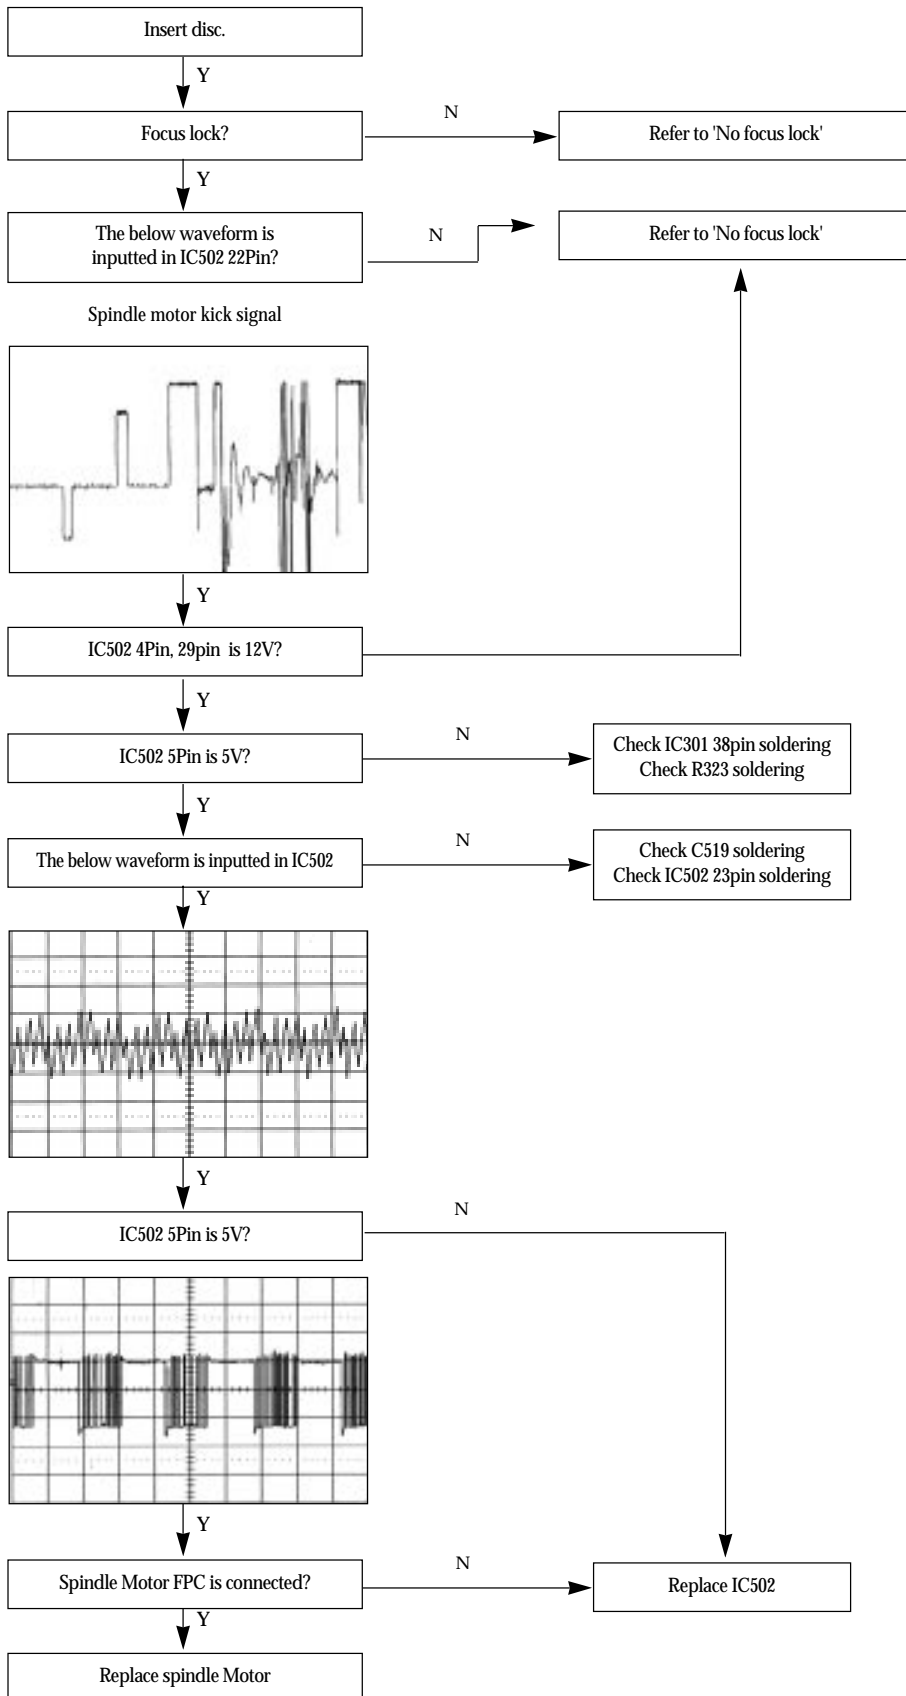 Insert disc.
Y
Focus lock?
N
Refer to 'No focus lock'
Y
The below waveform is
inputted in IC502 22Pin?
N
Refer to 'No focus lock'
Spindle motor kick signal
Y
IC502 4Pin, 29pin is 12V?
Y
IC502 5Pin is 5V?
N
Check IC301 38pin soldering
Check R323 soldering
Y
The below waveform is inputted in IC502
N
Check C519 soldering
Check IC502 23pin soldering
Y
Y
IC502 5Pin is 5V?
N
Y
Spindle Motor FPC is connected?
N
Replace IC502
Y
Replace spindle Motor